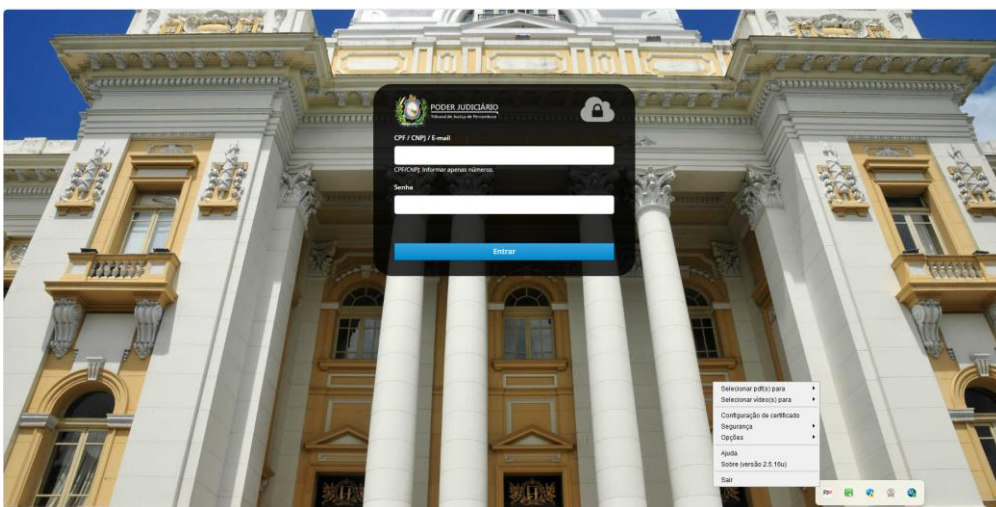 PODER JUDICIÁRIO
Tribunal de Justiça de Pernambuco
CPF / CNPJ / E-mail
CPF/CNPJ: Informar apenas números.
Senha
Entrar
Selecionar pdf(s) para
Selecionar vídeo(s) para
Configuração de certificado
Segurança
Opções
Ajuda
Sobre (versão 2.5.16u)
Sair